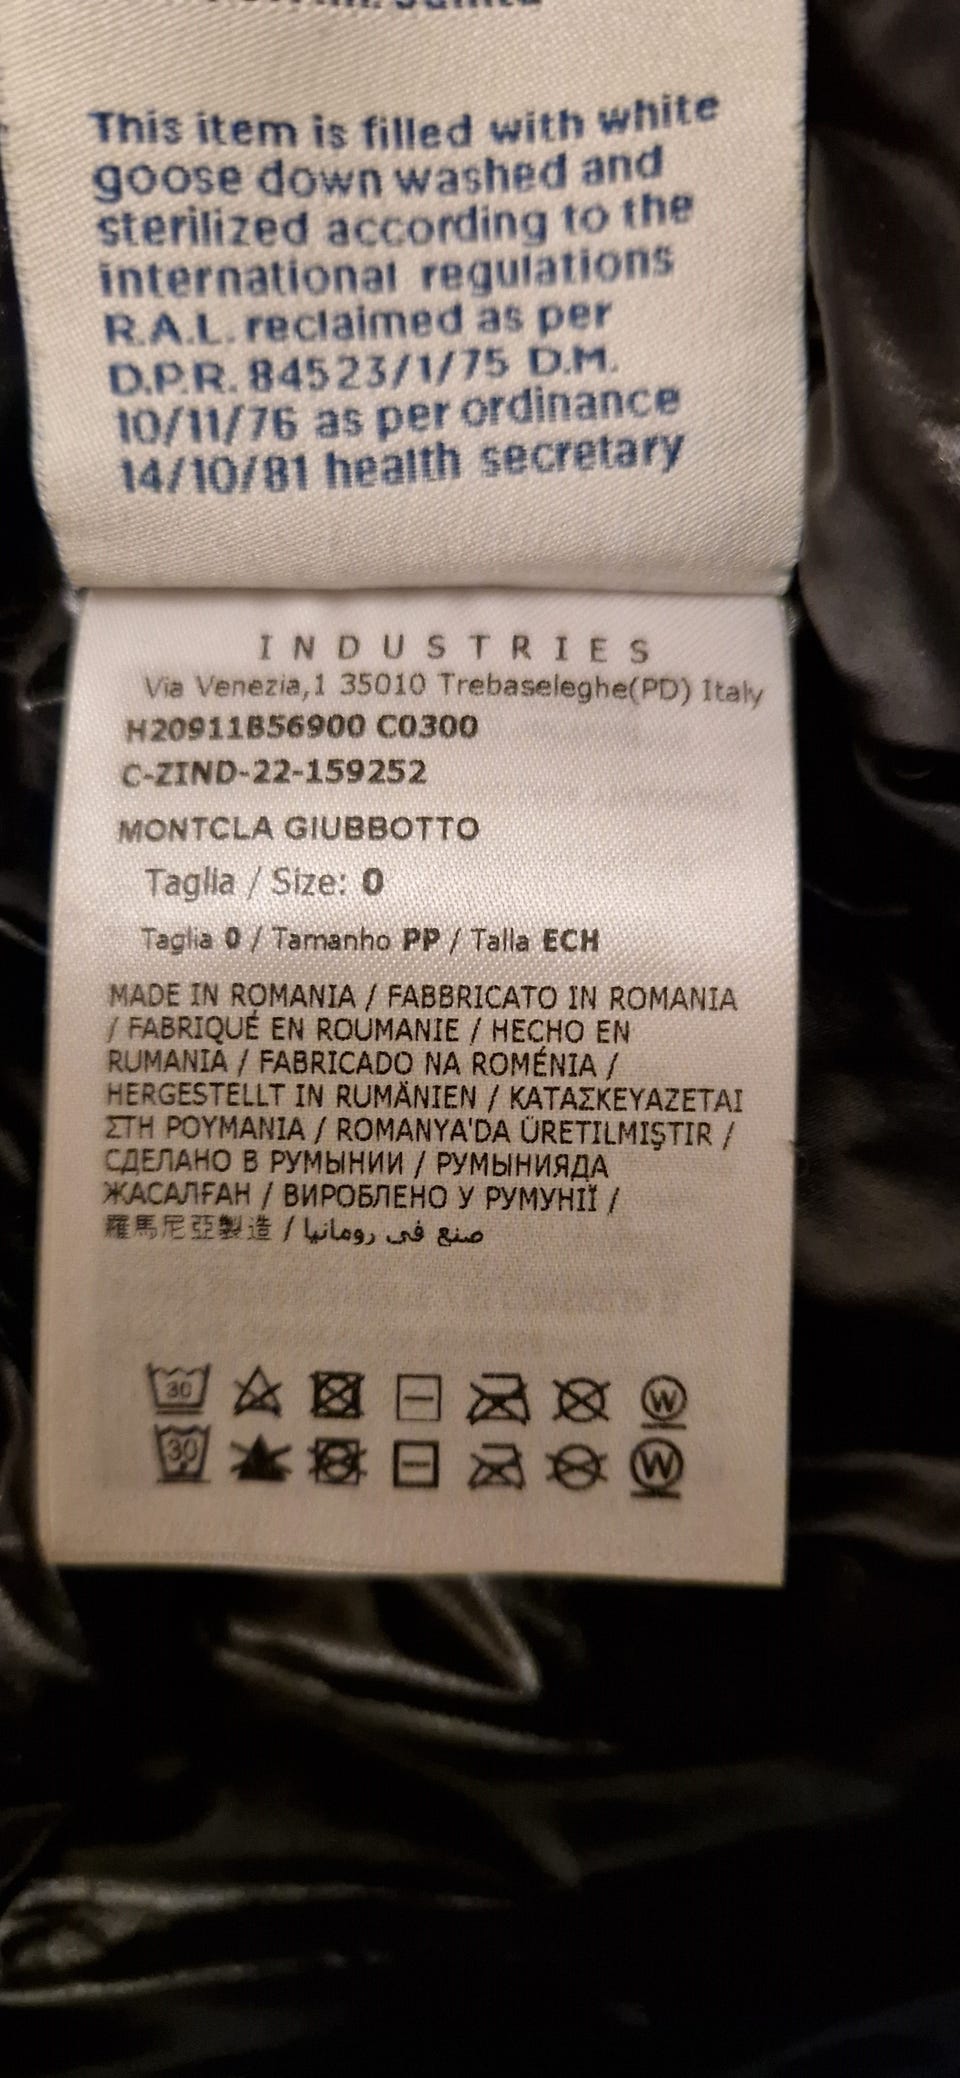 This item is filled with white
goose down washed and
sterilized according to the
international regulations
R.A.L. reclaimed as per
D.P.R. 84523/1/75 D.M.
10/11/76 as per ordinance
14/10/81 health secretary
INDUSTRIES
Via Venezia,1 35010 Trebaseleghe(PD) Italy
H20911B56900 C0300
C-ZIND-22-159252
MONTCLA GIUBBOTTO
Taglia / Size: 0
Taglia 0 / Tamanho PP / Talla ECH
MADE IN ROMANIA / FABBRICATO IN ROMANIA
/ FABRIQUÉ EN ROUMANIE / HECHO EN
RUMANIA / FABRICADO NA ROMÉNIA /
HERGESTELLT IN RUMÄNIEN / ΚΑΤΑΣΚΕΥΑΖΕΤΑΙ
ΣΤΗ ΡΟΥΜΑΝΙΑ / ROMANYA'DA ÜRETILMIŞTIR /
СДЕЛАНО В РУМЫНИИ / РУМЫНИЯДА
ЖАСАЛҒАН / ВИРОБЛЕНО У РУМУНІЇ /
羅馬尼亞製造 / صنع في رومانيا
30 W
30 W